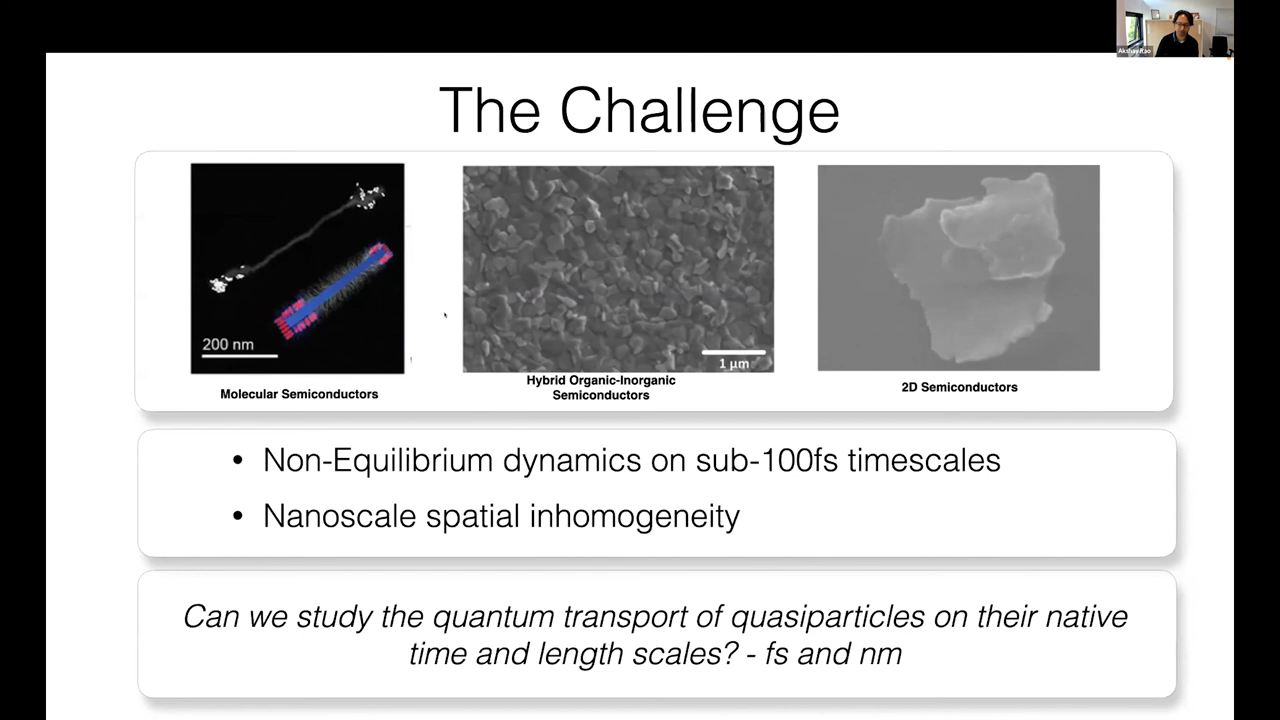 Akshay Rao
The Challenge
200 nm
1 µm
Molecular Semiconductors
Hybrid Organic-Inorganic
Semiconductors
2D Semiconductors
• Non-Equilibrium dynamics on sub-100fs timescales
• Nanoscale spatial inhomogeneity
Can we study the quantum transport of quasiparticles on their native
time and length scales? - fs and nm